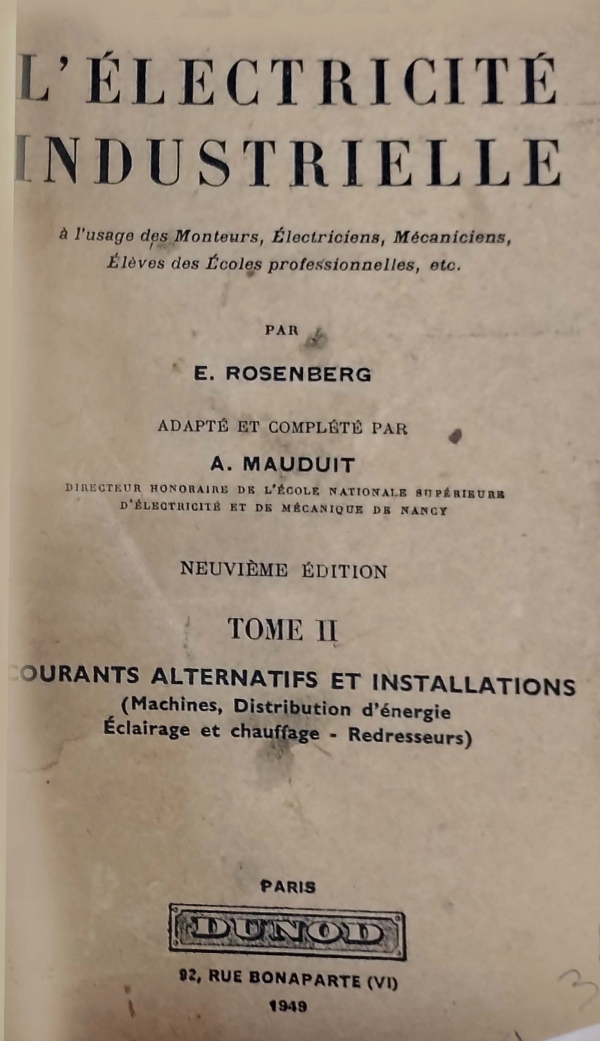 L'ÉLECTRICITÉ
INDUSTRIELLE
à l'usage des Monteurs, Électriciens, Mécaniciens,
Élèves des Écoles professionnelles, etc.
PAR
E. ROSENBERG
ADAPTÉ ET COMPLÉTÉ PAR
A. MAUDUIT
DIRECTEUR HONORAIRE DE L'ÉCOLE NATIONALE SUPÉRIEURE
D'ÉLECTRICITÉ ET DE MÉCANIQUE DE NANCY
NEUVIÈME ÉDITION
TOME II
COURANTS ALTERNATIFS ET INSTALLATIONS
(Machines, Distribution d'énergie
Éclairage et chauffage - Redresseurs)
PARIS
DUNOD
92, RUE BONAPARTE (VI)
1949
3